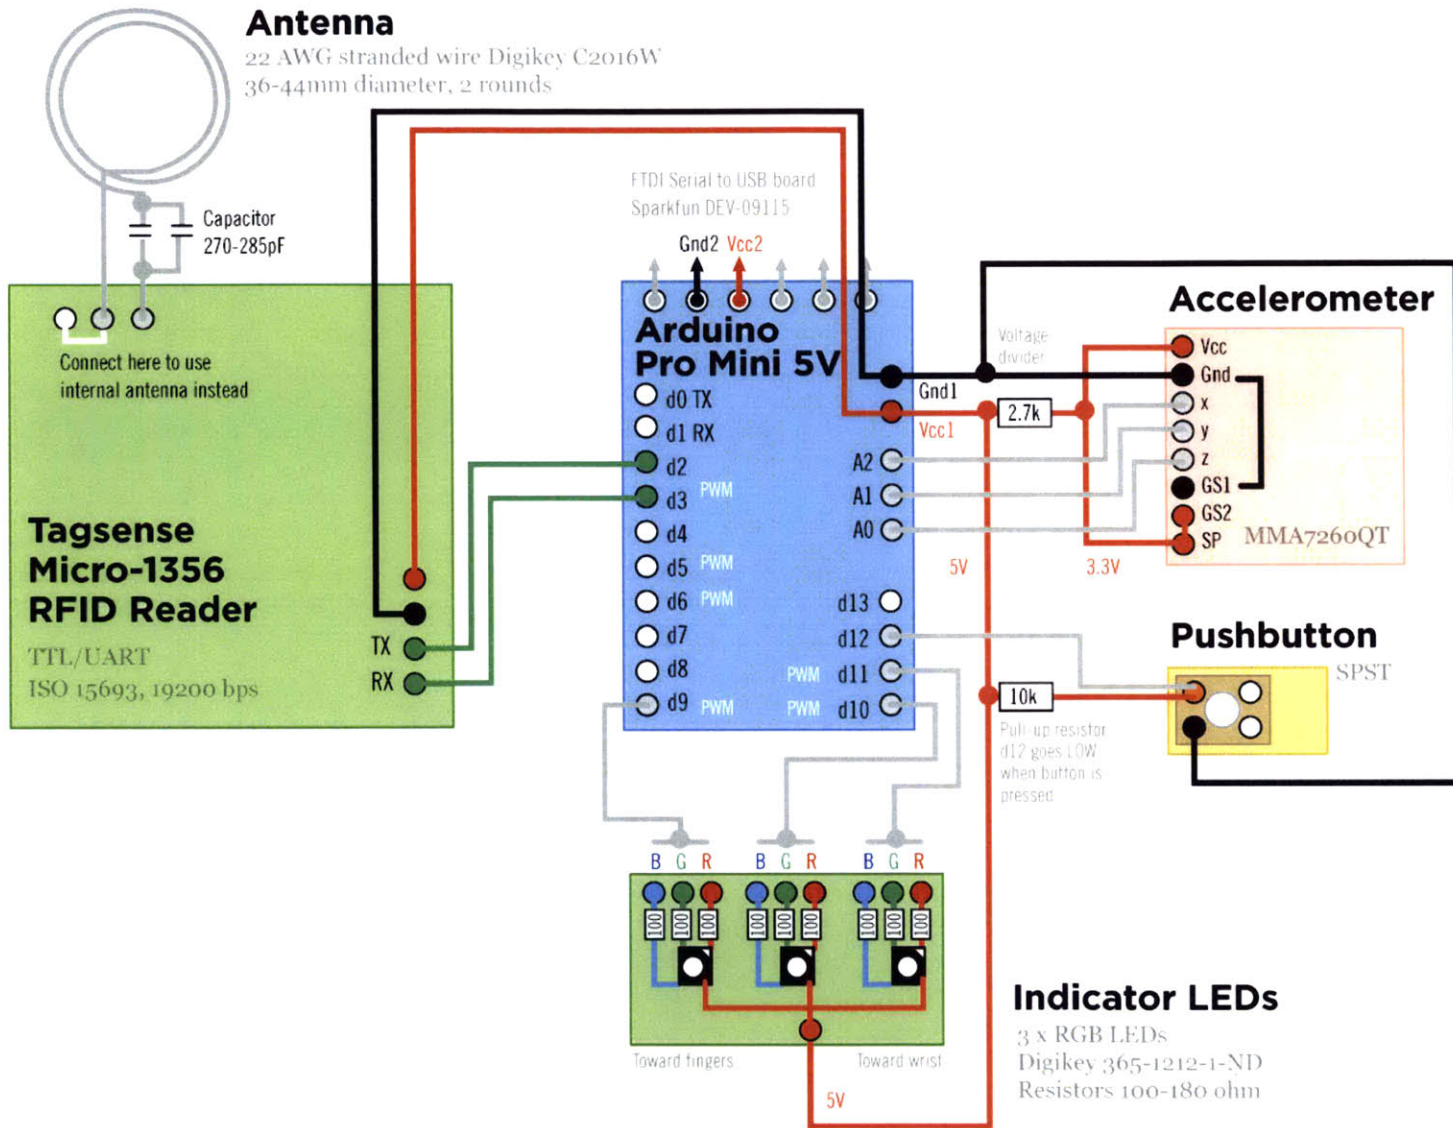 Antenna
22 AWG stranded wire Digikey C2016W
36-44mm diameter, 2 rounds
Capacitor
270-285pF
Connect here to use
internal antenna instead
Tagsense
Micro-1356
RFID Reader
TTL/UART
ISO 15693, 19200 bps
TX
RX
FTDI Serial to USB board
Sparkfun DEV-09115
Gnd2 Vcc2
Arduino
Pro Mini 5V
d0 TX
d1 RX
d2
d3 PWM
d4
d5 PWM
d6 PWM
d7
d8
d9 PWM
Gnd1
Vcc1
A2
A1
A0
d13
d12
PWM d11
PWM d10
Voltage
divider
2.7k
5V
3.3V
Accelerometer
Vcc
Gnd
x
y
z
GS1
GS2
SP
MMA7260QT
Pushbutton
SPST
10k
Pull-up resistor
d12 goes LOW
when button is
pressed
B G R B G R B G R
100 100 100 100 100 100 100 100 100
Toward fingers Toward wrist
5V
Indicator LEDs
3 x RGB LEDs
Digikey 365-1212-1-ND
Resistors 100-180 ohm